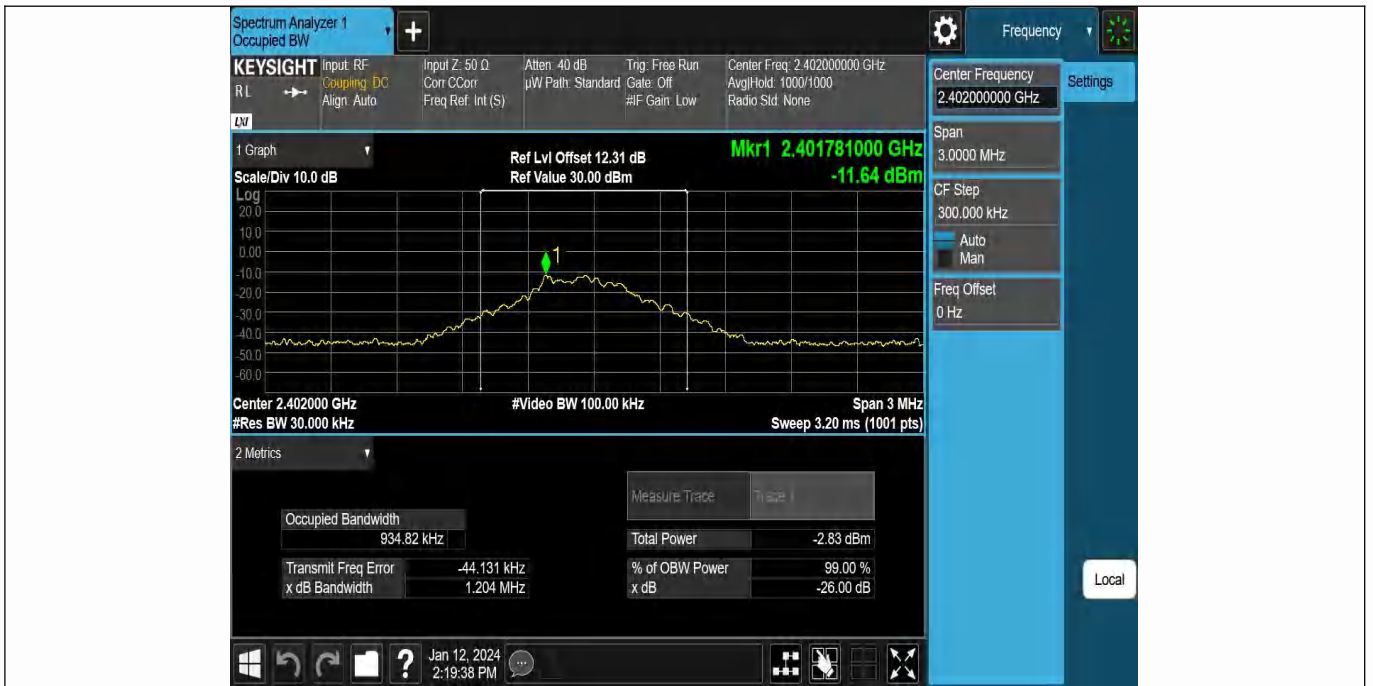 Spectrum Analyzer 1
Occupied BW
+
Frequency
KEYSIGHT
R L
LXI
Input: RF
Coupling: DC
Align: Auto
Input Z: 50 Ω
Corr CCorr
Freq Ref: Int (S)
Atten: 40 dB
µW Path: Standard
Trig: Free Run
Gate: Off
#IF Gain: Low
Center Freq: 2.402000000 GHz
Avg|Hold: 1000/1000
Radio Std: None
Center Frequency
2.402000000 GHz
Settings
Span
3.0000 MHz
CF Step
300.000 kHz
Auto
Man
Freq Offset
0 Hz
Local
1 Graph
Scale/Div 10.0 dB
Ref Lvl Offset 12.31 dB
Ref Value 30.00 dBm
Mkr1 2.401781000 GHz
-11.64 dBm
Log
20.0
10.0
0.00
-10.0
-20.0
-30.0
-40.0
-50.0
-60.0
1
Center 2.402000 GHz
#Video BW 100.00 kHz
Span 3 MHz
#Res BW 30.000 kHz
Sweep 3.20 ms (1001 pts)
2 Metrics
Measure Trace
Trace 1
Occupied Bandwidth
934.82 kHz
Total Power
-2.83 dBm
Transmit Freq Error
-44.131 kHz
% of OBW Power
99.00 %
x dB Bandwidth
1.204 MHz
x dB
-26.00 dB
?
Jan 12, 2024
2:19:38 PM